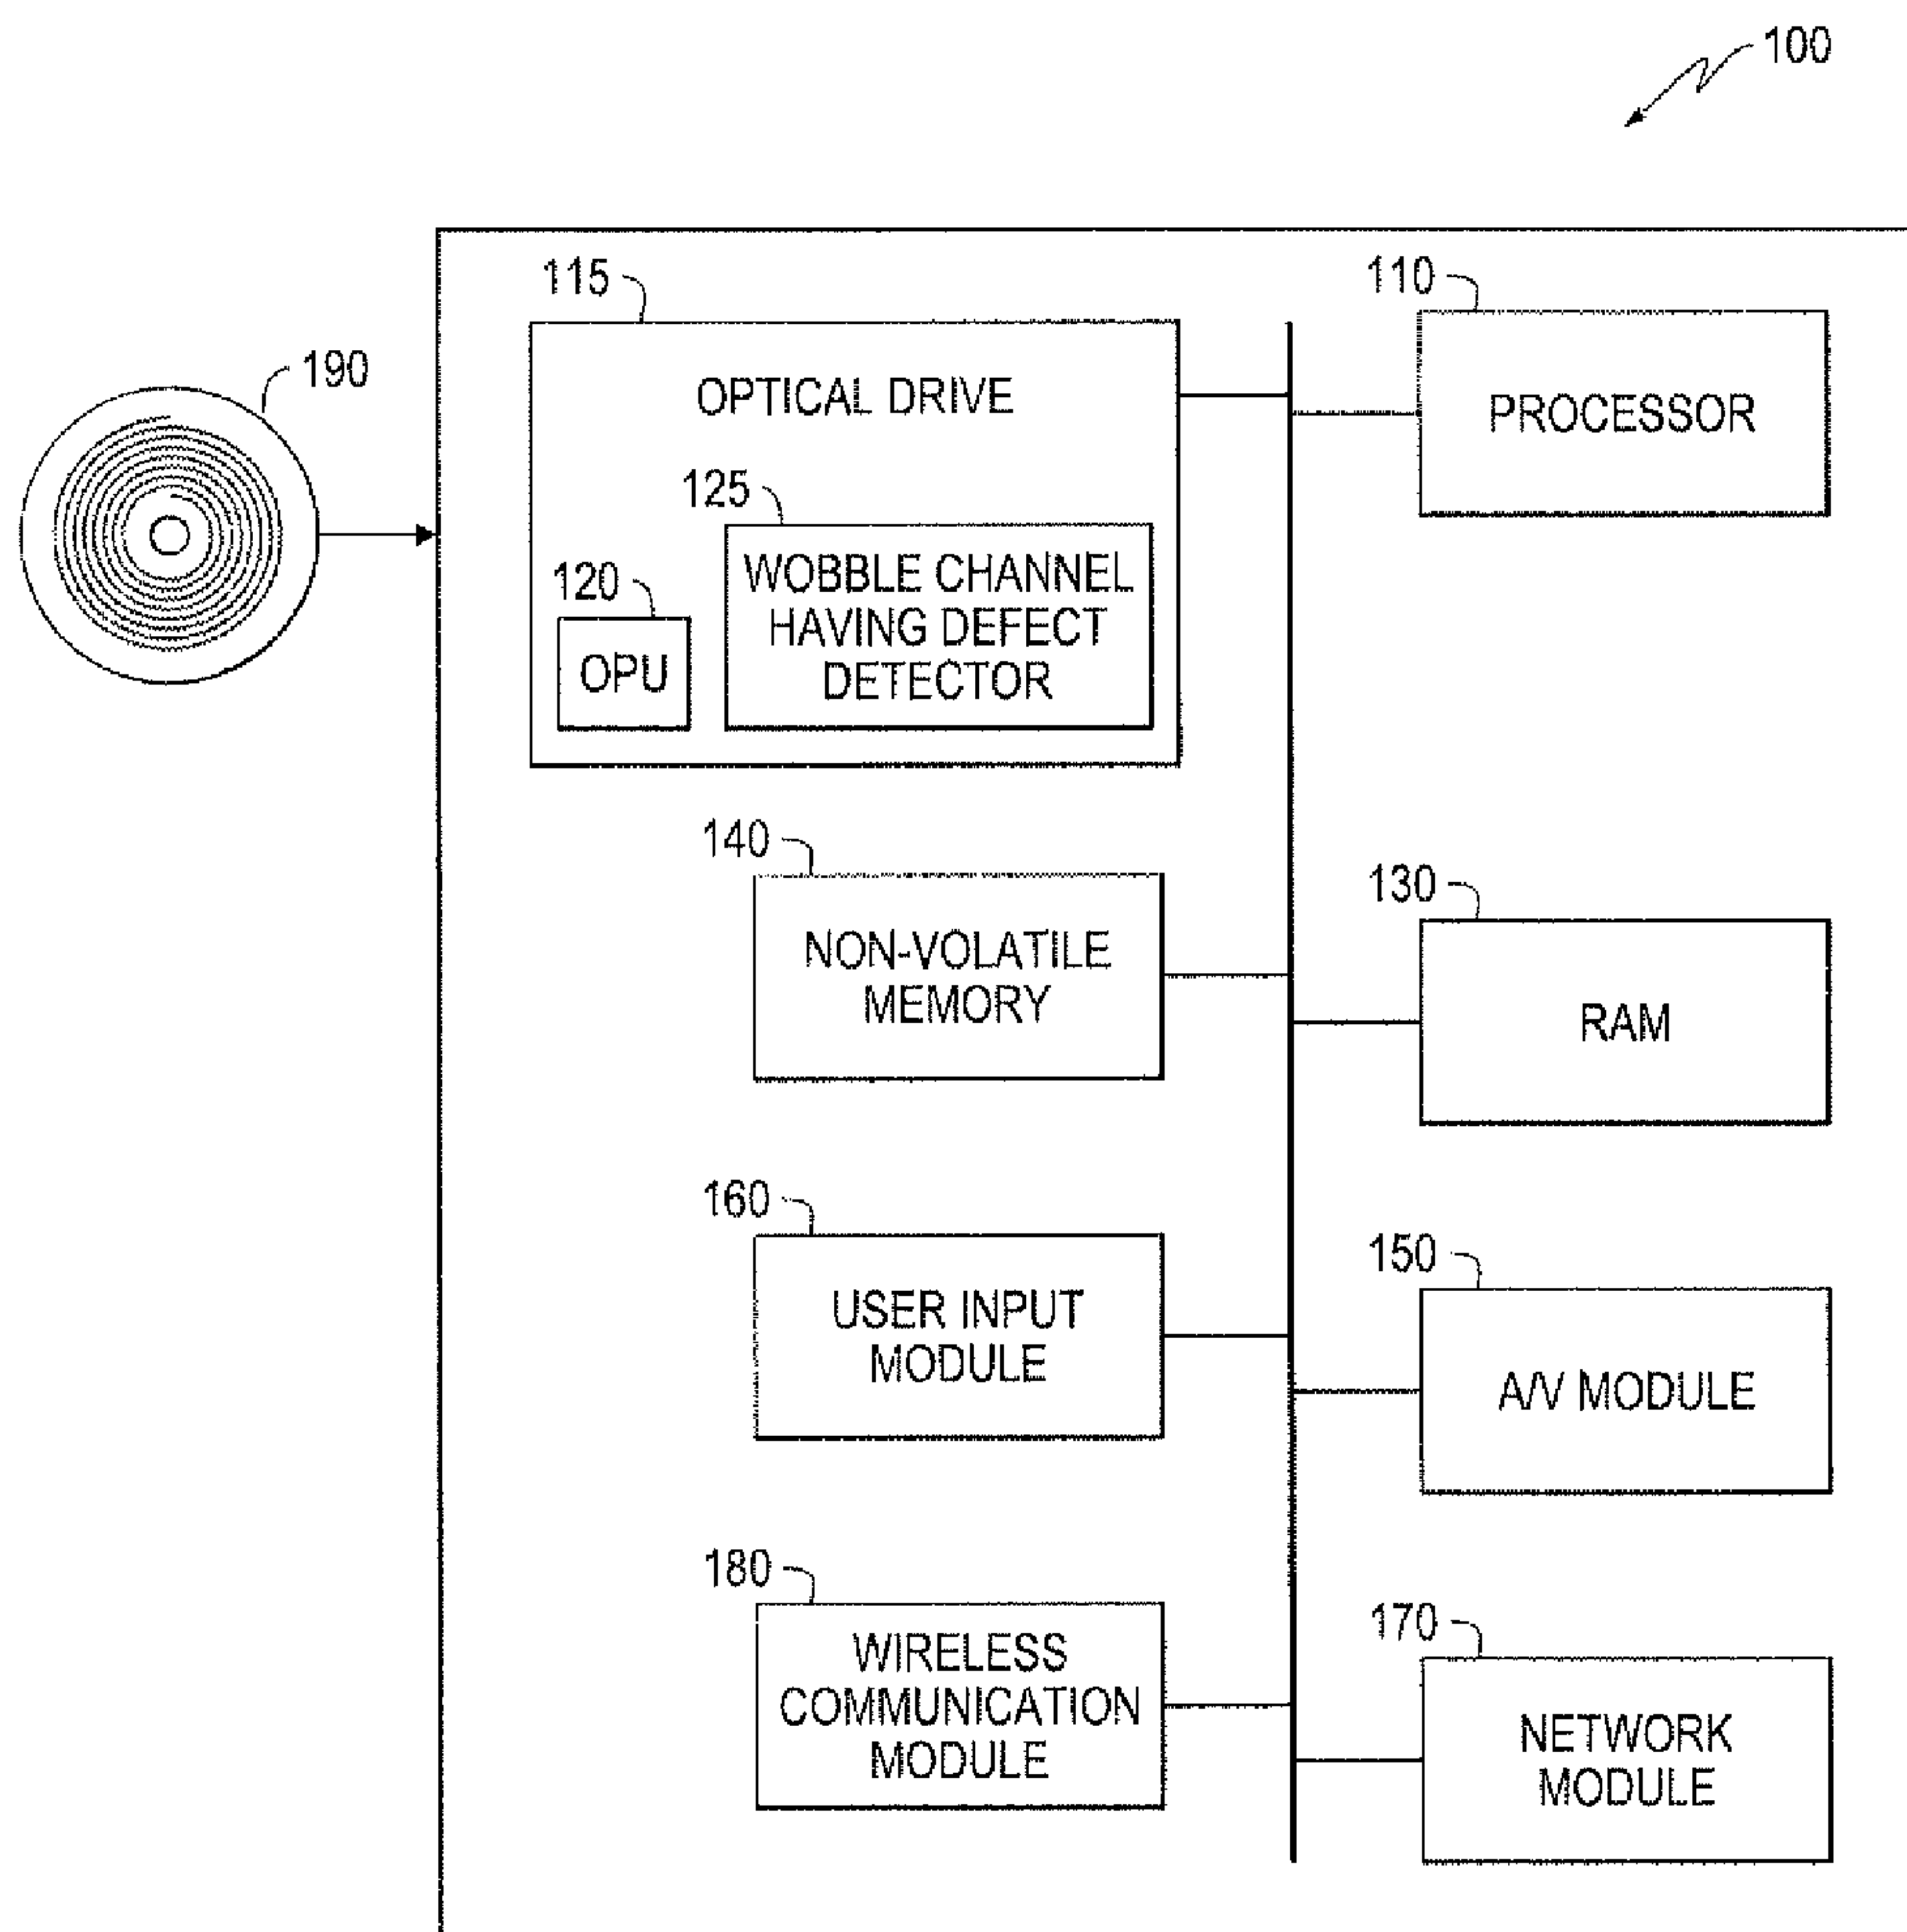 100
115
110
190
OPTICAL DRIVE
PROCESSOR
125
WOBBLE CHANNEL
HAVING DEFECT
DETECTOR
120
OPU
140
NON-VOLATILE
MEMORY
130
RAM
160
USER INPUT
MODULE
150
A/V MODULE
180
WIRELESS
COMMUNICATION
MODULE
170
NETWORK
MODULE